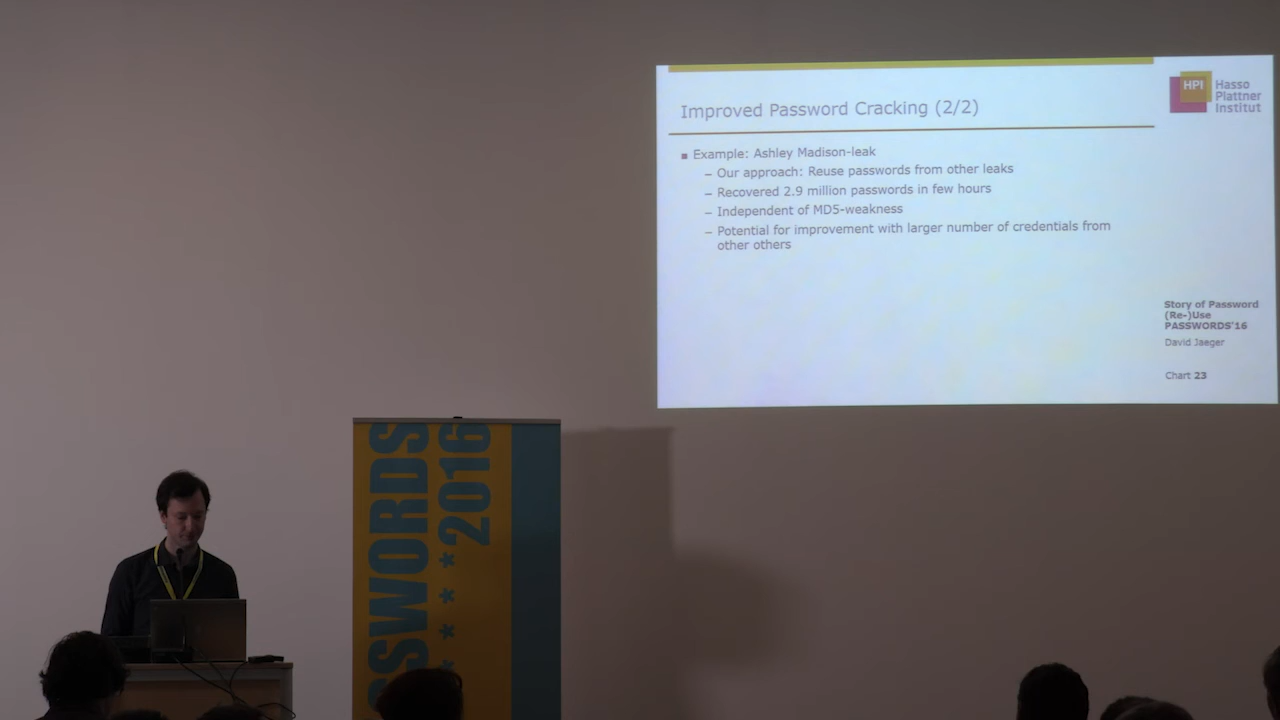 Improved Password Cracking (2/2)
HPI Hasso
Plattner
Institut
▪ Example: Ashley Madison-leak
– Our approach: Reuse passwords from other leaks
– Recovered 2.9 million passwords in few hours
– Independent of MD5-weakness
– Potential for improvement with larger number of credentials from
other others
Story of Password
(Re-)Use
PASSWORDS'16
David Jaeger
Chart 23
SSWORDS
****2016